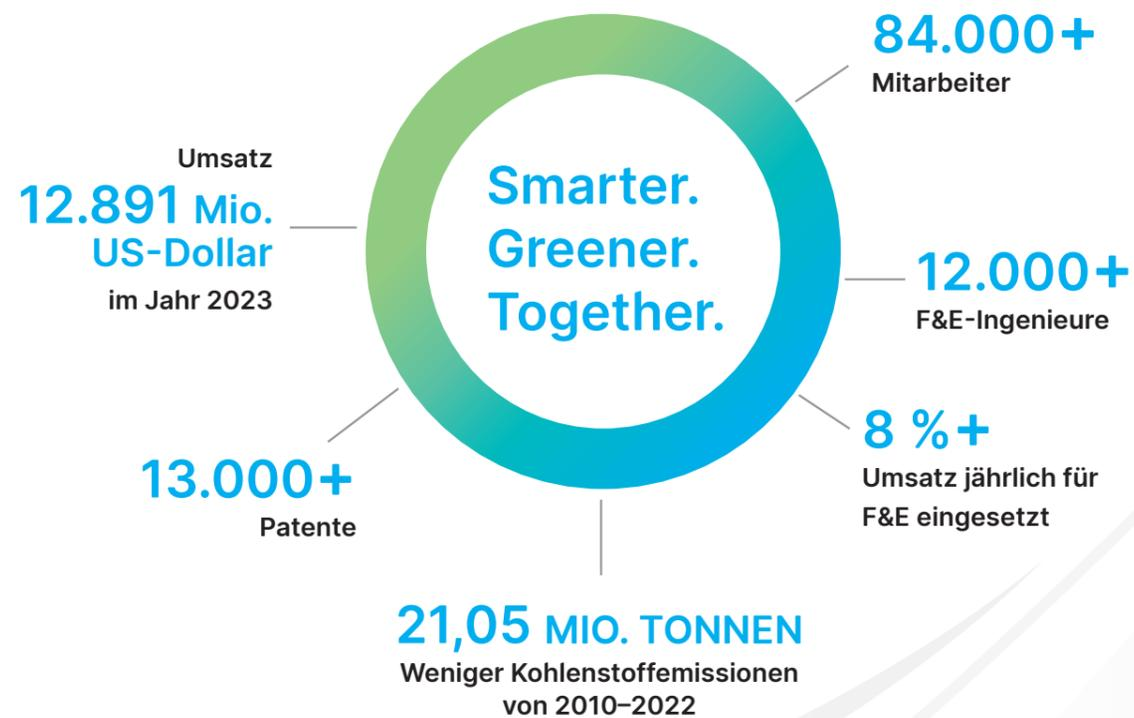 84.000+
Mitarbeiter
Umsatz
12.891 Mio.
US-Dollar
im Jahr 2023
Smarter.
Greener.
Together.
12.000+
F&E-Ingenieure
8 %+
Umsatz jährlich für
F&E eingesetzt
13.000+
Patente
21,05 MIO. TONNEN
Weniger Kohlenstoffemissionen
von 2010–2022